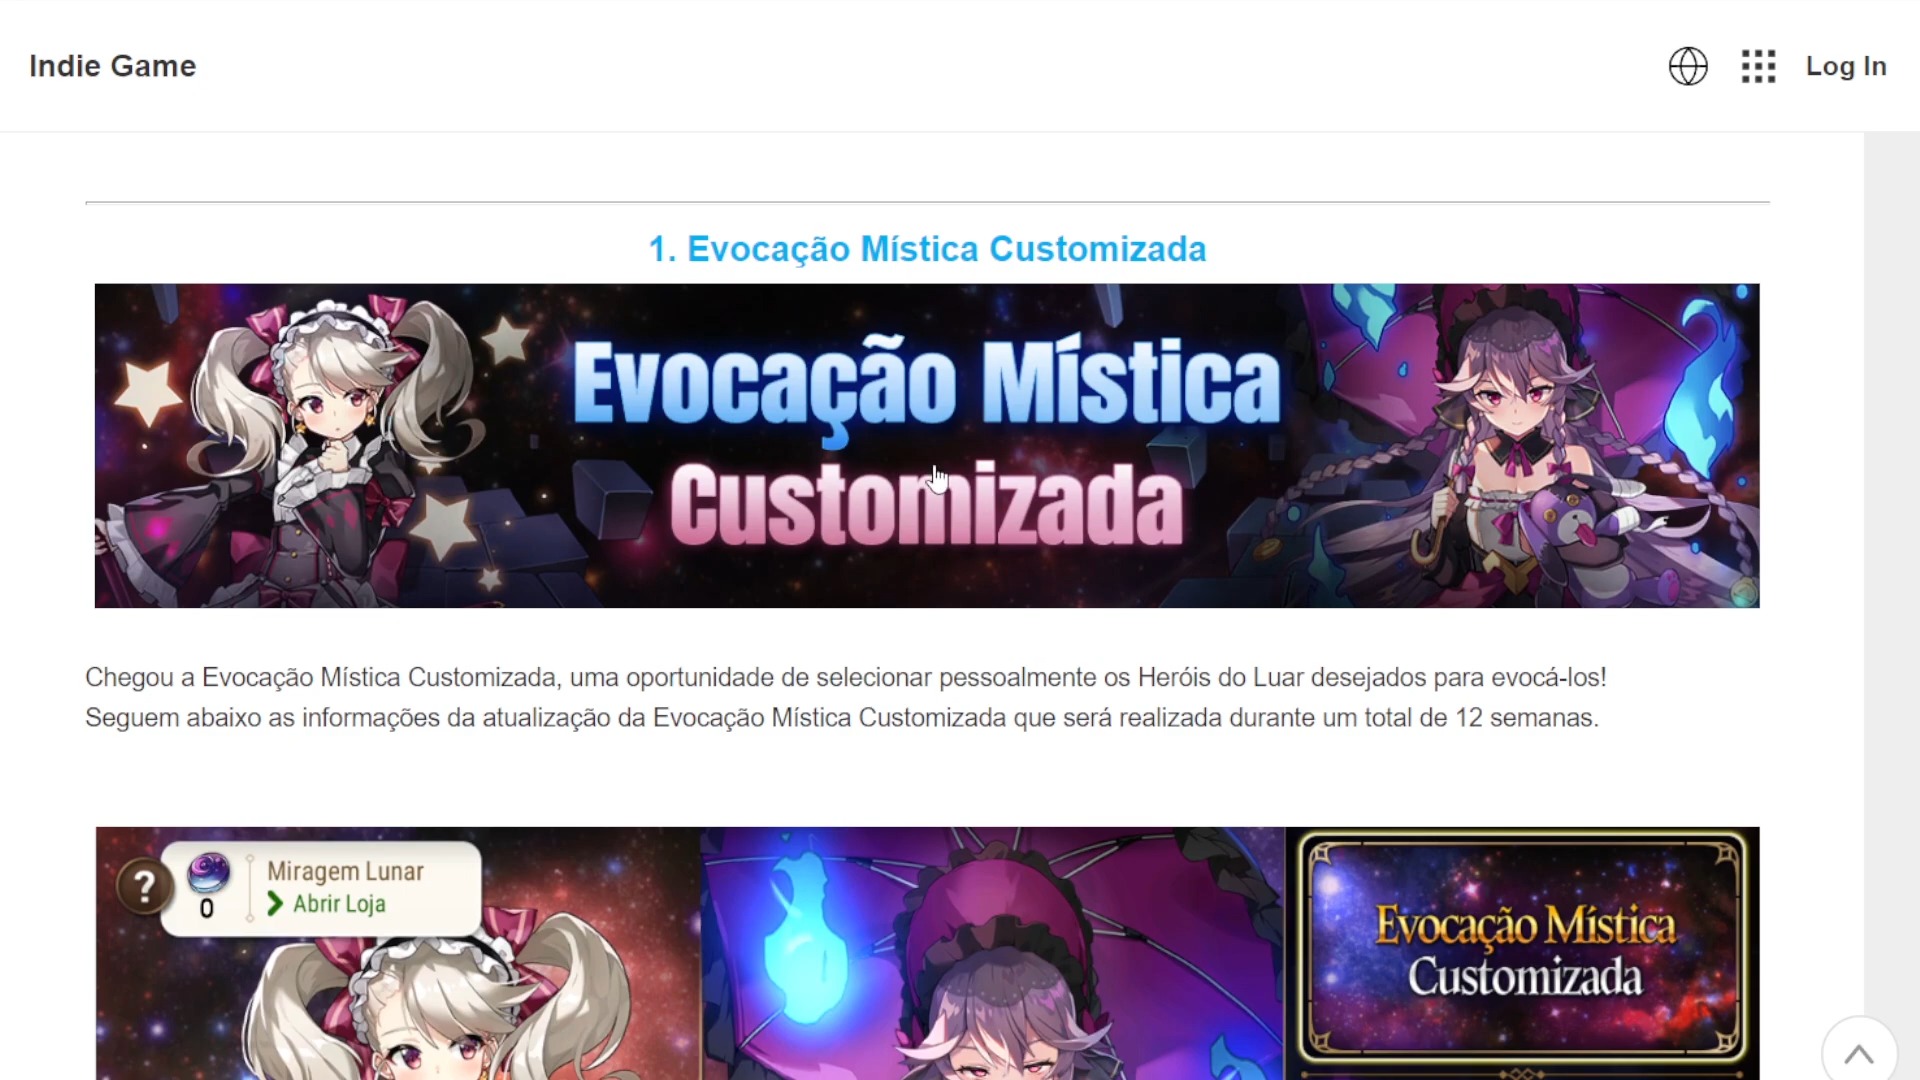 Indie Game
Log In
1. Evocação Mística Customizada
Evocação Mística
Customizada
Chegou a Evocação Mística Customizada, uma oportunidade de selecionar pessoalmente os Heróis do Luar desejados para evocá-los!
Seguem abaixo as informações da atualização da Evocação Mística Customizada que será realizada durante um total de 12 semanas.
?
Miragem Lunar
0
Abrir Loja
Evocação Mística
Customizada